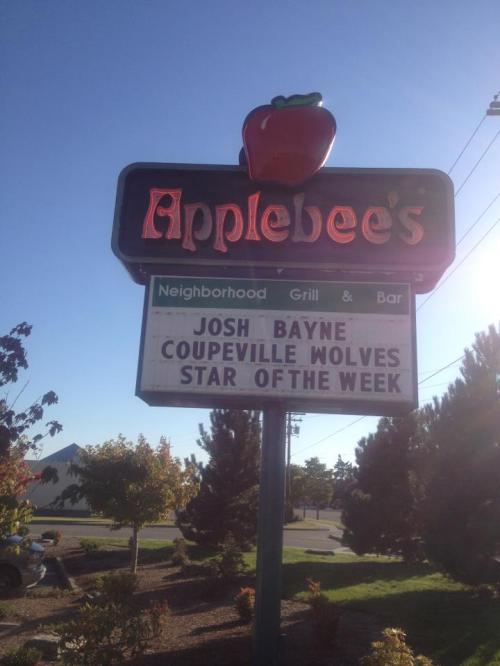 Applebee's
Neighborhood Grill & Bar
JOSH BAYNE
COUPEVILLE WOLVES
STAR OF THE WEEK